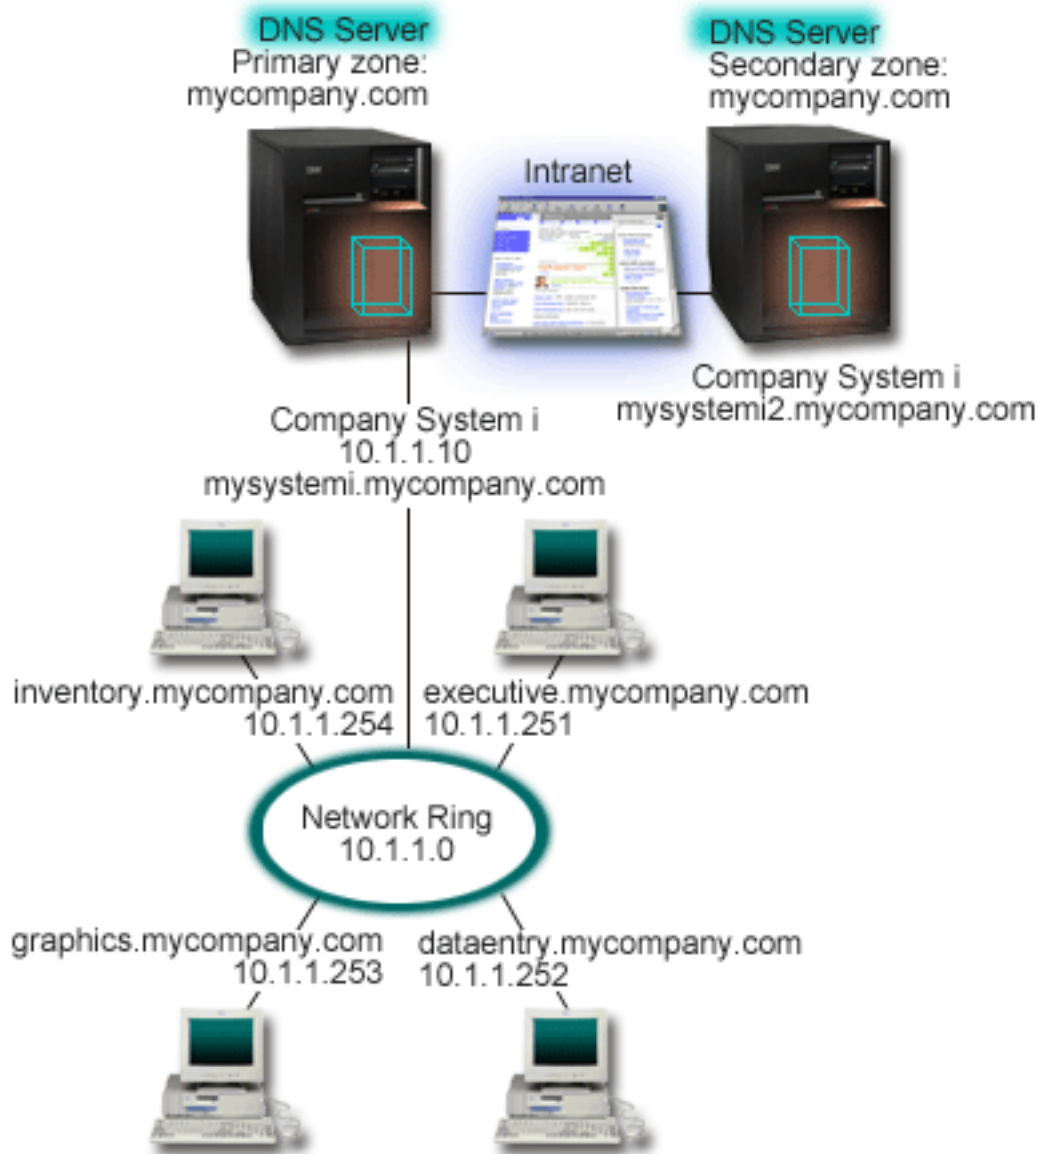 DNS Server
Primary zone:
mycompany.com
DNS Server
Secondary zone:
mycompany.com
Intranet
Company System i
mysystemi2.mycompany.com
Company System i
10.1.1.10
mysystemi.mycompany.com
inventory.mycompany.com
10.1.1.254
executive.mycompany.com
10.1.1.251
Network Ring
10.1.1.0
graphics.mycompany.com
10.1.1.253
dataentry.mycompany.com
10.1.1.252